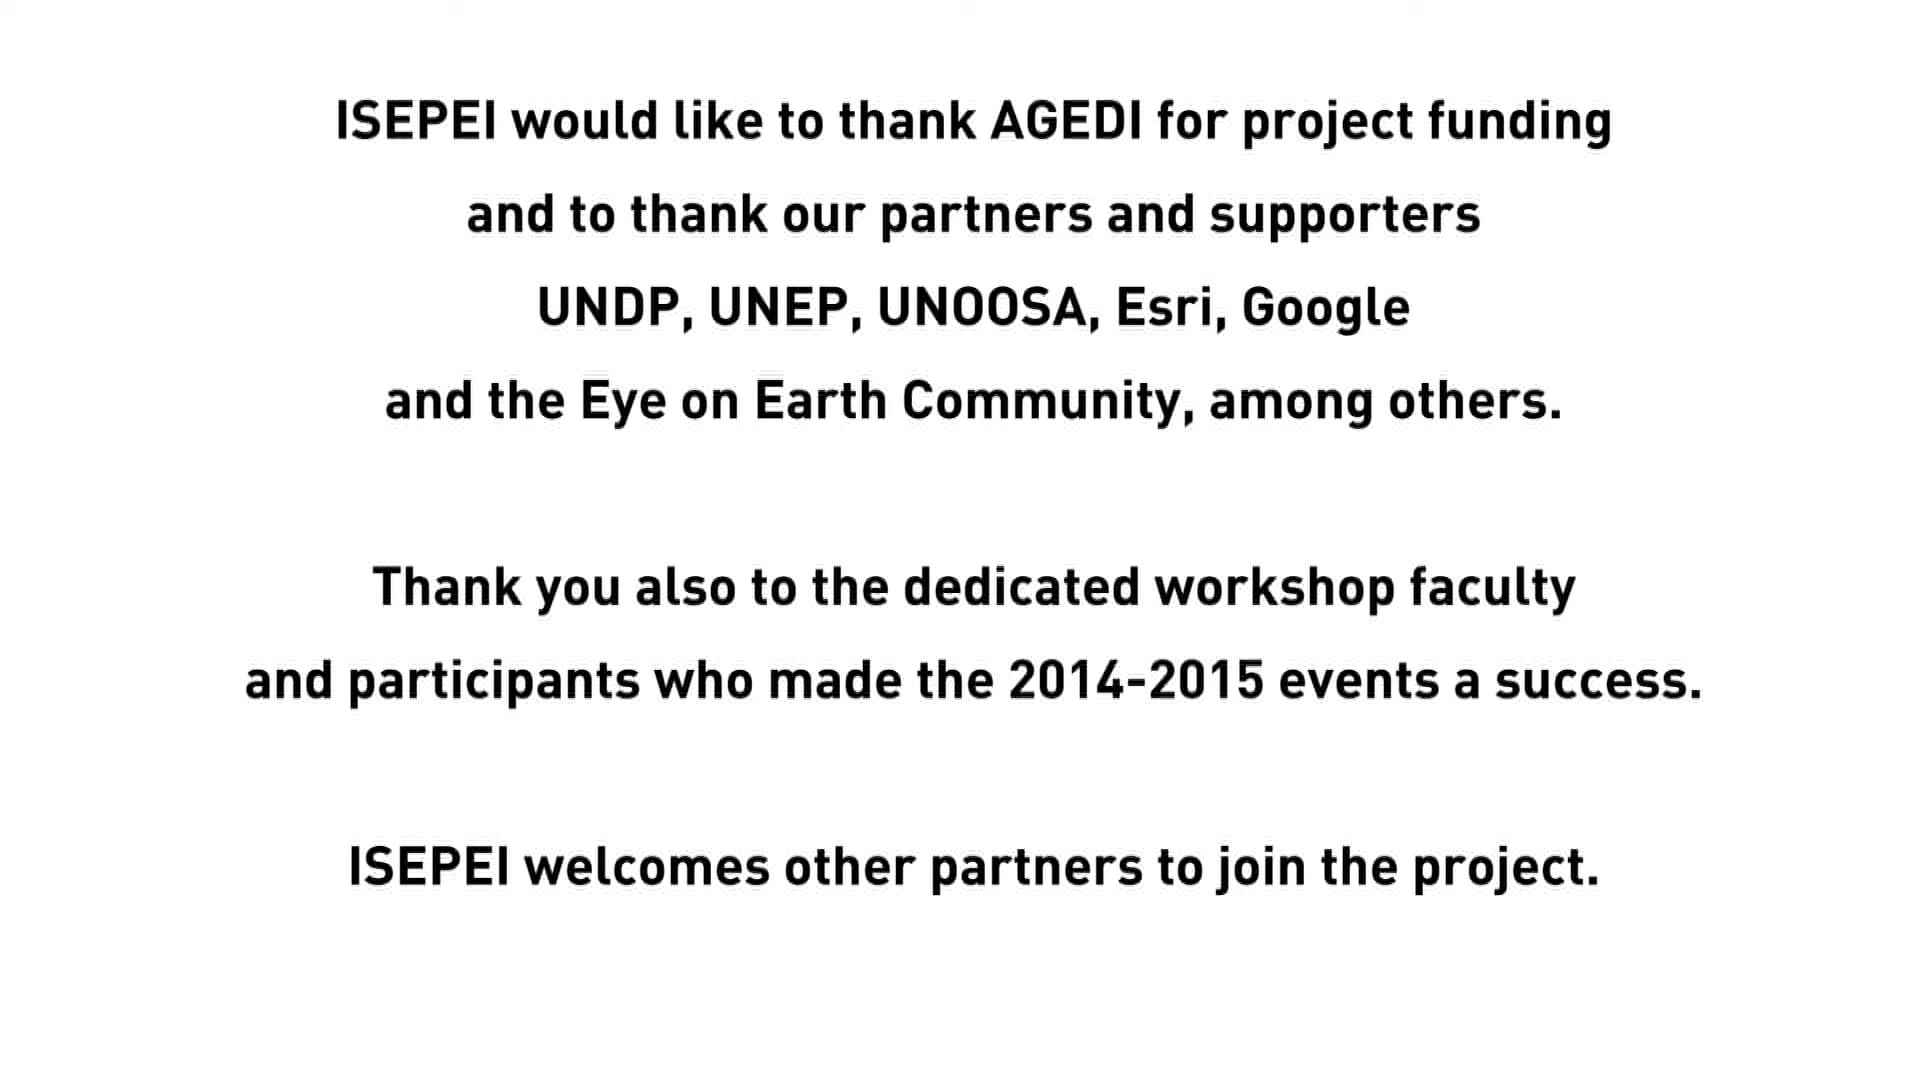 ISEPEI would like to thank AGEDI for project funding
and to thank our partners and supporters
UNDP, UNEP, UNOOSA, Esri, Google
and the Eye on Earth Community, among others.
Thank you also to the dedicated workshop faculty
and participants who made the 2014-2015 events a success.
ISEPEI welcomes other partners to join the project.